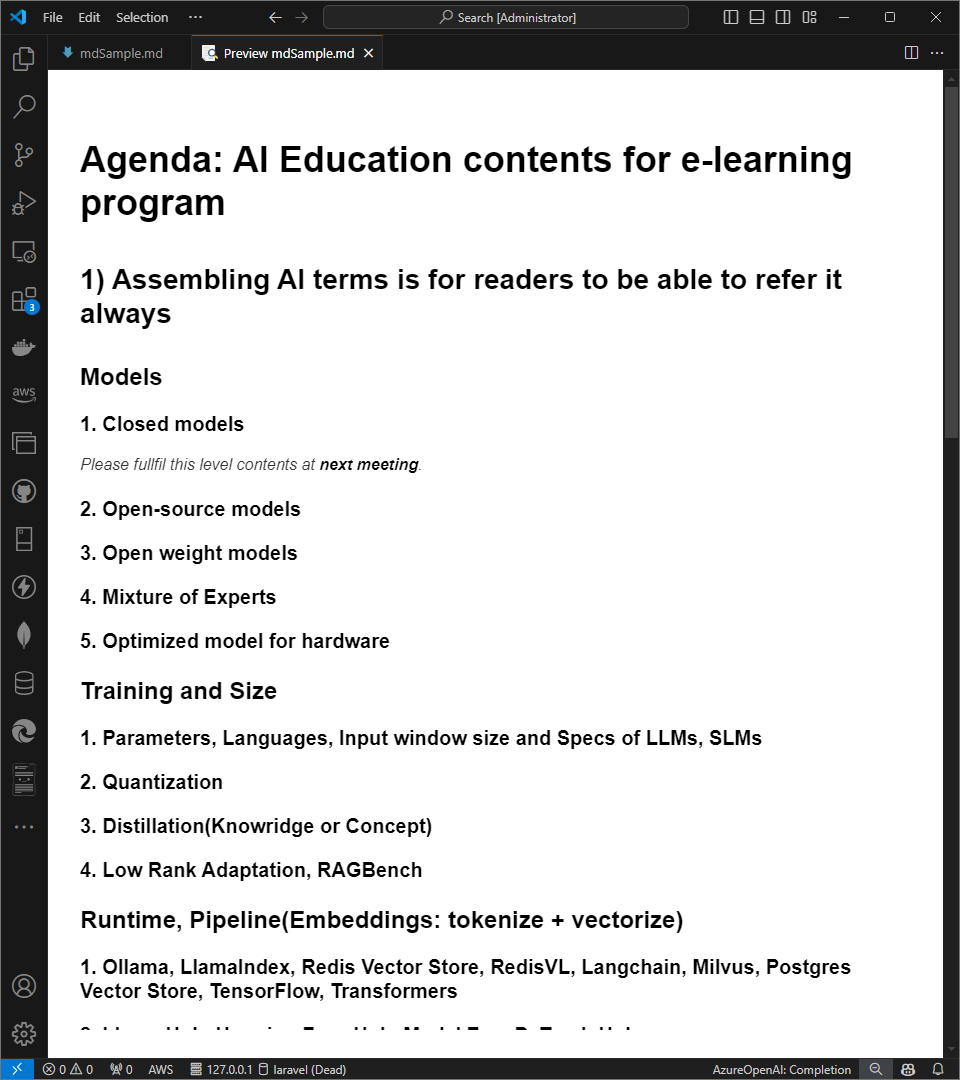 File Edit Selection ··· Search [Administrator]
mdSample.md Preview mdSample.md
Agenda: AI Education contents for e-learning
program
1) Assembling AI terms is for readers to be able to refer it
always
Models
1. Closed models
Please fullfil this level contents at next meeting.
2. Open-source models
3. Open weight models
4. Mixture of Experts
5. Optimized model for hardware
Training and Size
1. Parameters, Languages, Input window size and Specs of LLMs, SLMs
2. Quantization
3. Distillation(Knowridge or Concept)
4. Low Rank Adaptation, RAGBench
Runtime, Pipeline(Embeddings: tokenize + vectorize)
1. Ollama, LlamaIndex, Redis Vector Store, RedisVL, Langchain, Milvus, Postgres
Vector Store, TensorFlow, Transformers
3
aws
0 0 0 AWS 127.0.0.1 laravel (Dead) AzureOpenAI: Completion